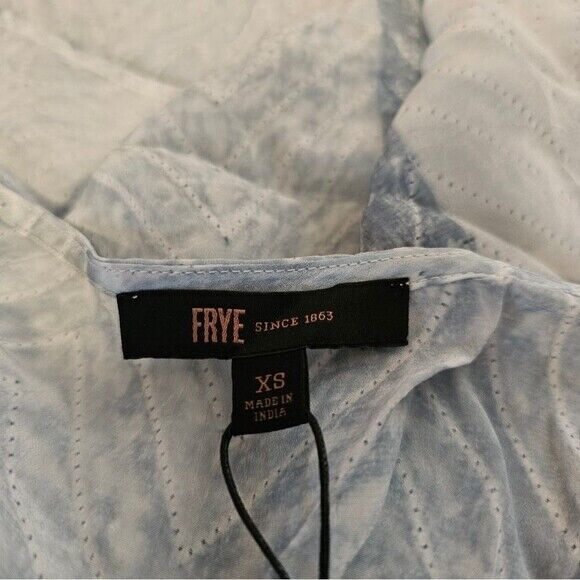 FRYE SINCE 1863
XS
MADE IN
INDIA